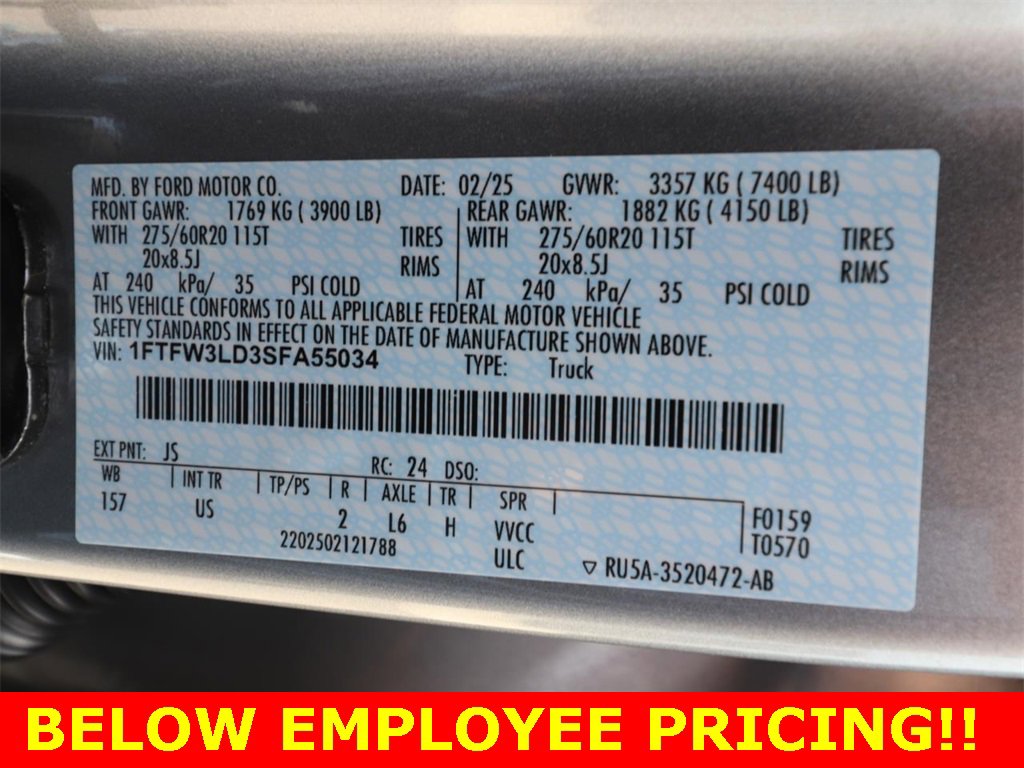 MFD. BY FORD MOTOR CO. DATE: 02/25 GVWR: 3357 KG ( 7400 LB)
FRONT GAWR: 1769 KG ( 3900 LB) REAR GAWR: 1882 KG ( 4150 LB)
WITH 275/60R20 115T TIRES WITH 275/60R20 115T TIRES
20x8.5J RIMS 20x8.5J RIMS
AT 240 kPa/ 35 PSI COLD AT 240 kPa/ 35 PSI COLD
THIS VEHICLE CONFORMS TO ALL APPLICABLE FEDERAL MOTOR VEHICLE
SAFETY STANDARDS IN EFFECT ON THE DATE OF MANUFACTURE SHOWN ABOVE.
VIN: 1FTFW3LD3SFA55034 TYPE: Truck
EXT PNT: JS RC: 24 DSO:
WB INT TR TP/PS R AXLE TR SPR
157 US 2 L6 H VVCC F0159
2202502121788 ULC T0570
▽ RU5A-3520472-AB
BELOW EMPLOYEE PRICING!!